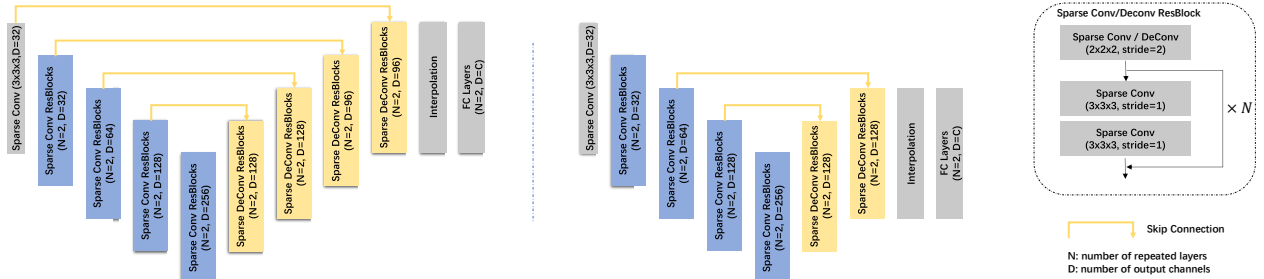 Sparse Conv (3x3x3,D=32)
Sparse Conv ResBlocks
(N=2, D=32)
Sparse Conv ResBlocks
(N=2, D=64)
Sparse Conv ResBlocks
(N=2, D=128)
Sparse Conv ResBlocks
(N=2, D=256)
Sparse DeConv ResBlocks
(N=2, D=128)
Sparse DeConv ResBlocks
(N=2, D=128)
Sparse DeConv ResBlocks
(N=2, D=96)
Sparse DeConv ResBlocks
(N=2, D=96)
Interpolation
FC Layers
(N=2, D=C)
Sparse Conv (3x3x3,D=32)
Sparse Conv ResBlocks
(N=2, D=32)
Sparse Conv ResBlocks
(N=2, D=64)
Sparse Conv ResBlocks
(N=2, D=128)
Sparse Conv ResBlocks
(N=2, D=256)
Sparse DeConv ResBlocks
(N=2, D=128)
Sparse DeConv ResBlocks
(N=2, D=128)
Interpolation
FC Layers
(N=2, D=C)
Sparse Conv/Deconv ResBlock
Sparse Conv / DeConv
(2x2x2, stride=2)
Sparse Conv
(3x3x3, stride=1)
Sparse Conv
(3x3x3, stride=1)
× N
Skip Connection
N: number of repeated layers
D: number of output channels